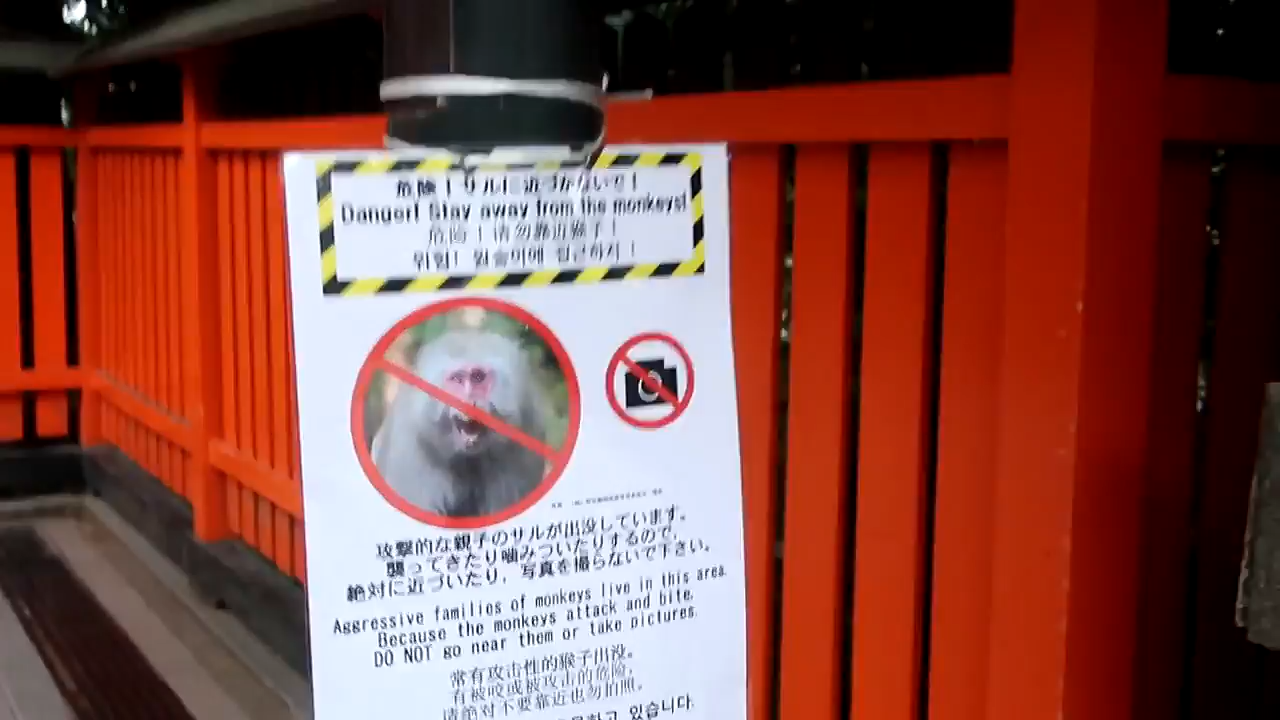 危険！サルに近づかないで！
Danger! Stay away from the monkeys!
危险！请勿靠近猴子！
위험! 원숭이에 접근하지!
攻撃的な親子のサルが出没しています。
襲ってきたり噛みついたりするので、
絶対に近づいたり、写真を撮らないで下さい。
Aggressive families of monkeys live in this area.
Because the monkeys attack and bite,
DO NOT go near them or take pictures.
常有攻击性的猴子出没。
有被咬或被攻击的危险，
请绝对不要靠近也勿拍照。
하고 있습니다.